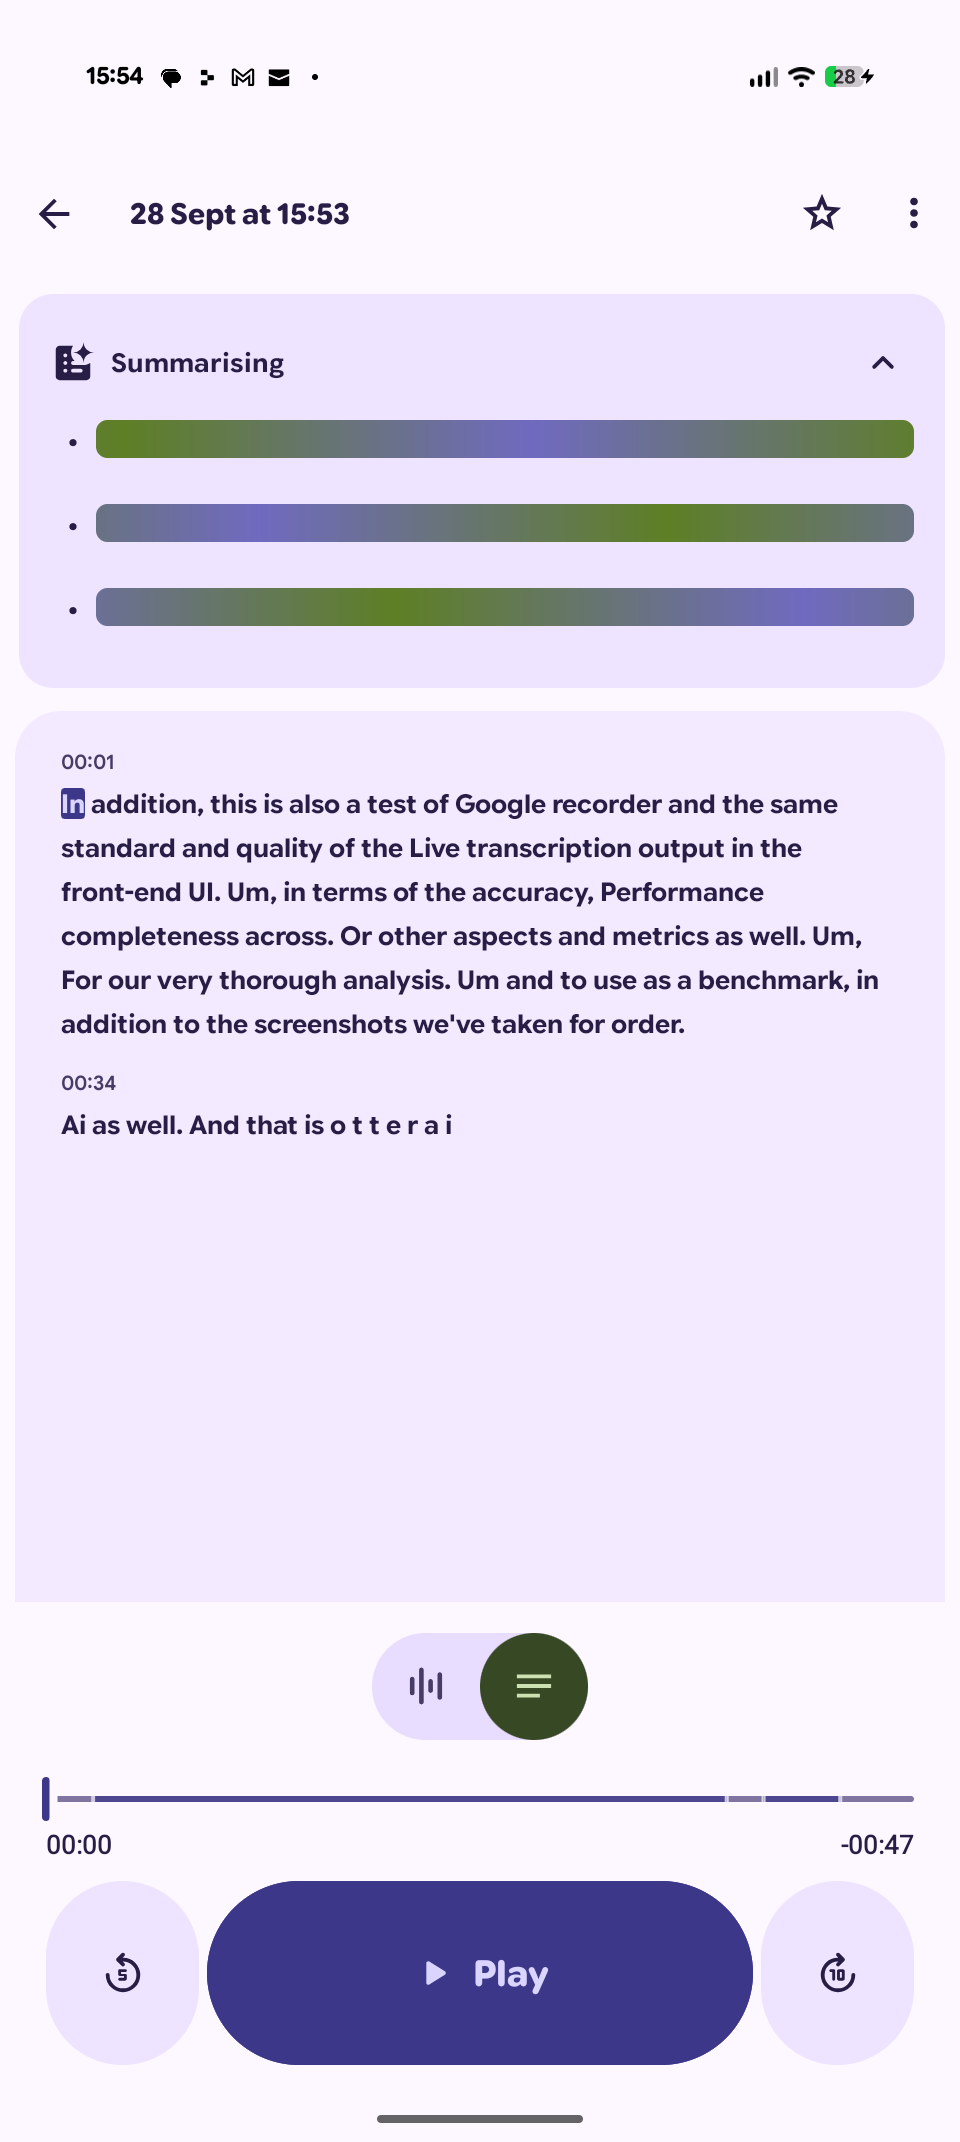 15:54
28
28 Sept at 15:53
Summarising
00:01
In addition, this is also a test of Google recorder and the same
standard and quality of the Live transcription output in the
front-end UI. Um, in terms of the accuracy, Performance
completeness across. Or other aspects and metrics as well. Um,
For our very thorough analysis. Um and to use as a benchmark, in
addition to the screenshots we've taken for order.
00:34
Ai as well. And that is o t t e r a i
00:00
-00:47
5
Play
10